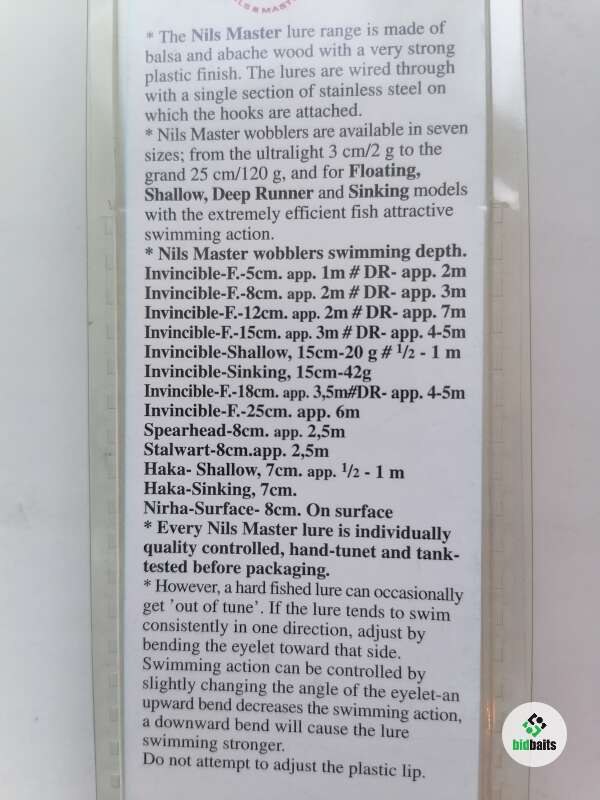 LS ® MAST
* The Nils Master lure range is made of
balsa and abache wood with a very strong
plastic finish. The lures are wired through
with a single section of stainless steel on
which the hooks are attached.
* Nils Master wobblers are available in seven
sizes; from the ultralight 3 cm/2 g to the
grand 25 cm/120 g, and for Floating,
Shallow, Deep Runner and Sinking models
with the extremely efficient fish attractive
swimming action.
* Nils Master wobblers swimming depth.
Invincible-F.-5cm. app. 1m # DR- app. 2m
Invincible-F.-8cm. app. 2m # DR- app. 3m
Invincible-F.-12cm. app. 2m # DR- app. 7m
Invincible-F.-15cm. app. 3m # DR- app. 4-5m
Invincible-Shallow, 15cm-20 g # 1/2 - 1 m
Invincible-Sinking, 15cm-42g
Invincible-F.-18cm. app. 3,5m#DR- app. 4-5m
Invincible-F.-25cm. app. 6m
Spearhead-8cm. app. 2,5m
Stalwart-8cm.app. 2,5m
Haka- Shallow, 7cm. app. 1/2 - 1 m
Haka-Sinking, 7cm.
Nirha-Surface- 8cm. On surface
* Every Nils Master lure is individually
quality controlled, hand-tunet and tank-
tested before packaging.
* However, a hard fished lure can occasionally
get 'out of tune'. If the lure tends to swim
consistently in one direction, adjust by
bending the eyelet toward that side.
Swimming action can be controlled by
slightly changing the angle of the eyelet-an
upward bend decreases the swimming action,
a downward bend will cause the lure
swimming stronger.
Do not attempt to adjust the plastic lip.
bidbaits